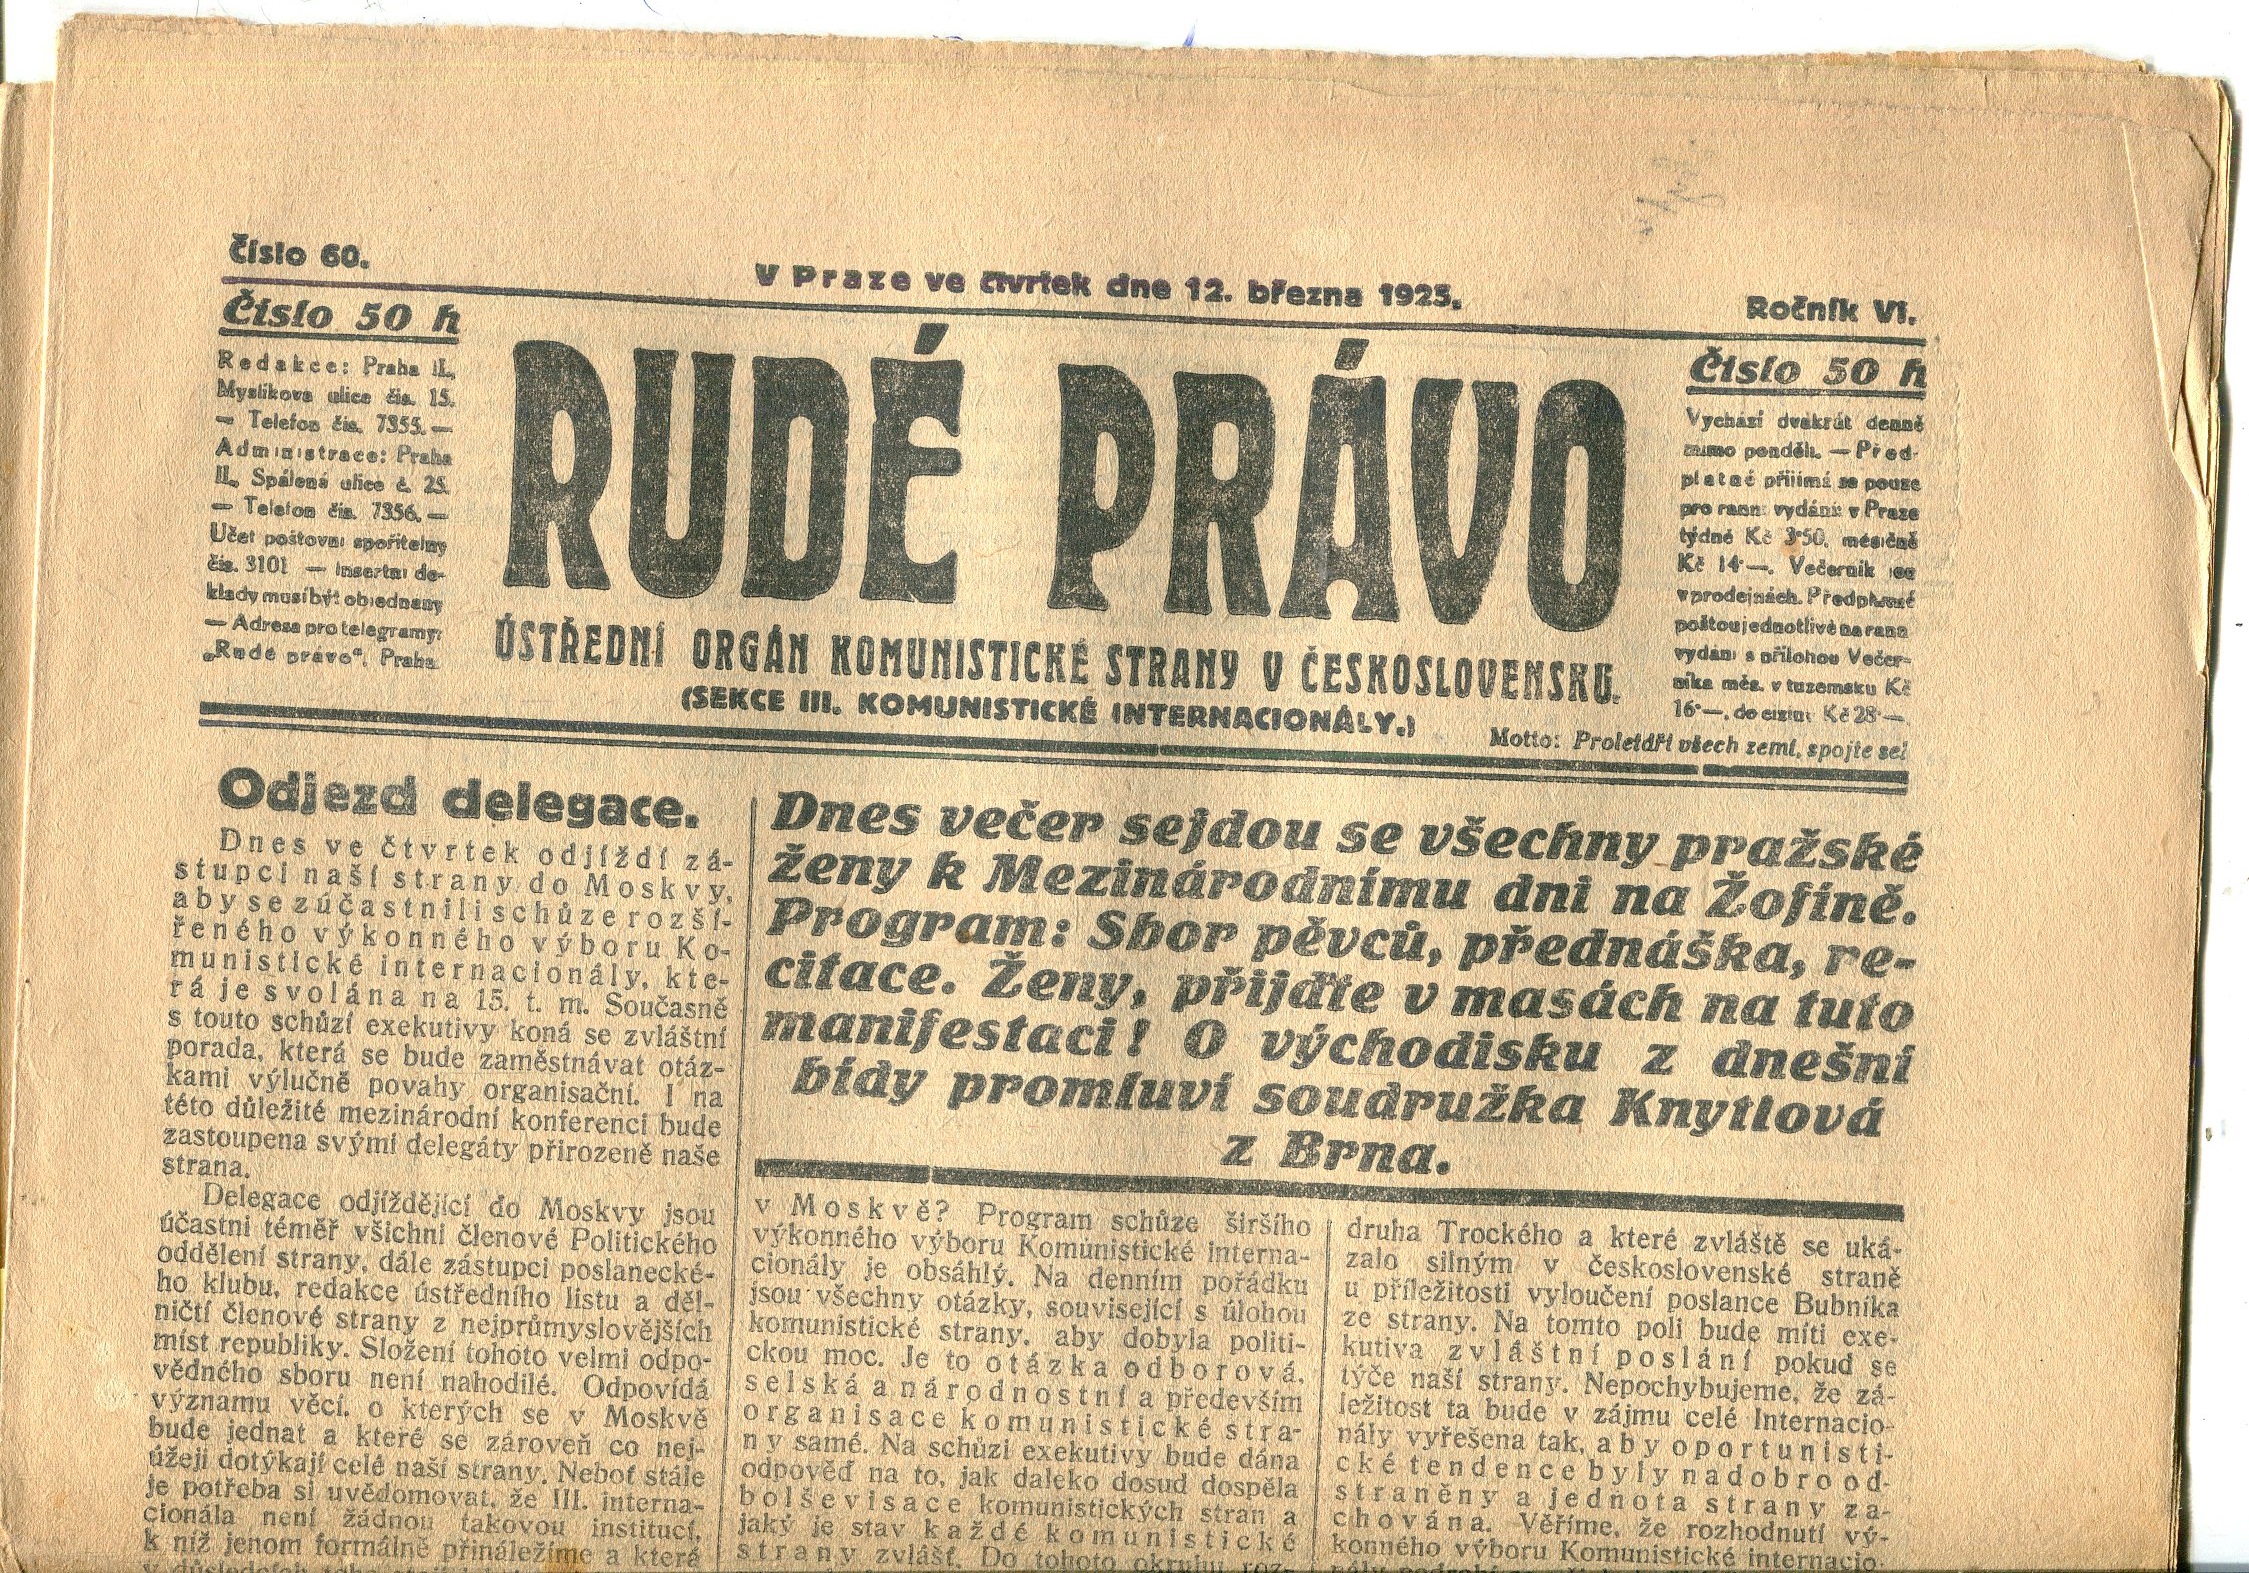 Číslo 60.
V Praze ve čtvrtek dne 12. března 1925.
Ročník VI.
Číslo 50 h
Redakce: Praha II.,
Myslíkova ulice čís. 15.
— Telefon čís. 7355. —
Administrace: Praha
II., Spálená ulice č. 25.
— Telefon čís. 7356. —
Účet poštovní spořitelny
čís. 3101 — Insertní do-
klady musí být objednány
— Adresa pro telegramy:
„Rudé právo“, Praha.
RUDÉ PRÁVO
ÚSTŘEDNÍ ORGÁN KOMUNISTICKÉ STRANY V ČESKOSLOVENSKU.
(SEKCE III. KOMUNISTICKÉ INTERNACIONÁLY.)
Číslo 50 h
Vychází dvakrát denně
mimo pondělí. — Před-
platné přijímá se pouze
pro ranní vydání: v Praze
týdně Kč 3·50, měsíčně
Kč 14·—. Večerník jen
v prodejnách. Předplatné
poštou jednotlivě na ranní
vydání s přílohou Večer-
níka měs. v tuzemsku Kč
16·—, do ciziny Kč 28·—.
Motto: Proletáři všech zemí, spojte se!
Odjezd delegace.
Dnes ve čtvrtek odjíždí zá-
stupci naší strany do Moskvy,
aby se zúčastnili schůze rozší-
řeného výkonného výboru Ko-
munistické internacionály, kte-
rá je svolána na 15. t. m. Současně
s touto schůzí exekutivy koná se zvláštní
porada, která se bude zaměstnávat otáz-
kami výlučně povahy organisační. I na
této důležité mezinárodní konferenci bude
zastoupena svými delegáty přirozeně naše
strana.
Delegace odjíždějící do Moskvy jsou
účastni téměř všichni členové Politického
oddělení strany, dále zástupci poslanecké-
ho klubu, redakce ústředního listu a děl-
ničtí členové strany z nejprůmyslovějších
míst republiky. Složení tohoto velmi odpo-
vědného sboru není nahodilé. Odpovídá
významu věcí, o kterých se v Moskvě
bude jednat a které se zároveň co nej-
úžeji dotýkají celé naší strany. Neboť stále
je potřeba si uvědomovat, že III. interna-
cionála není žádnou takovou institucí,
k níž jenom formálně přináležíme a která
Dnes večer sejdou se všechny pražské
ženy k Mezinárodnímu dni na Žofíně.
Program: Sbor pěvců, přednáška, re-
citace. Ženy, přijďte v masách na tuto
manifestaci! O východisku z dnešní
bídy promluví soudružka Knytlová
z Brna.
v Moskvě? Program schůze širšího
výkonného výboru Komunistické interna-
cionály je obsáhlý. Na denním pořádku
jsou všechny otázky, související s úlohou
komunistické strany, aby dobyla politi-
ckou moc. Je to otázka odborová,
selská a národnostní a především
organisace komunistické stra-
ny samé. Na schůzi exekutivy bude dána
odpověď na to, jak daleko dosud dospěla
bolševisace komunistických stran a
jaký je stav každé komunistické
strany zvlášť. Do tohoto okruhu roz-
druha Trockého a které zvláště se uká-
zalo silným v československé straně
u příležitosti vyloučení poslance Bubníka
ze strany. Na tomto poli bude míti exe-
kutiva zvláštní poslání pokud se
týče naší strany. Nepochybujeme, že zá-
ležitost ta bude v zájmu celé Internacio-
nály vyřešena tak, aby oportunisti-
cké tendence byly nadobro od-
straněny a jednota strany za-
chována. Věříme, že rozhodnutí vý-
konného výboru Komunistické internacio-